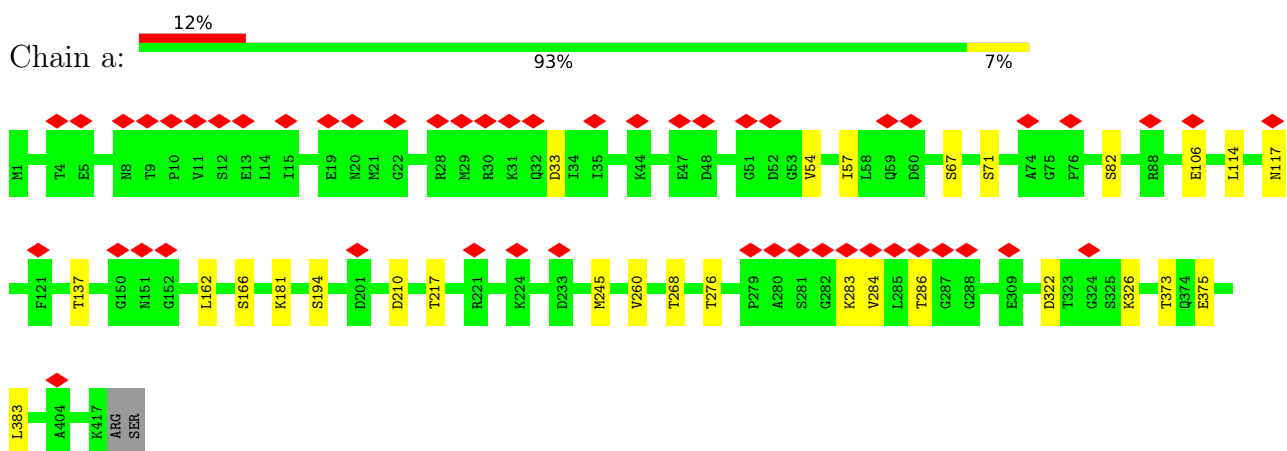 12%
Chain a:
93% 7%
M1 T4 E5 N8 T9 P10 V11 S12 E13 L14 I15 E19 N20 M21 G22 R28 M29 R30 K31 Q32 D33 I34 I35 K44 E47 D48 G51 D52 G53 V54 I57 L58 Q59 D60 S67 S71 A74 G75 P76 S82 R88 E106 L114 N117
F121 T137 G150 N151 G152 L162 S166 K181 S194 D201 D210 T217 R221 K224 D233 M245 V260 T268 T276 P279 A280 S281 G282 K283 V284 L285 T286 G287 G288 E309 D322 T323 G324 S325 K326 T373 Q374 E375
L383 A404 K417 ARG SER